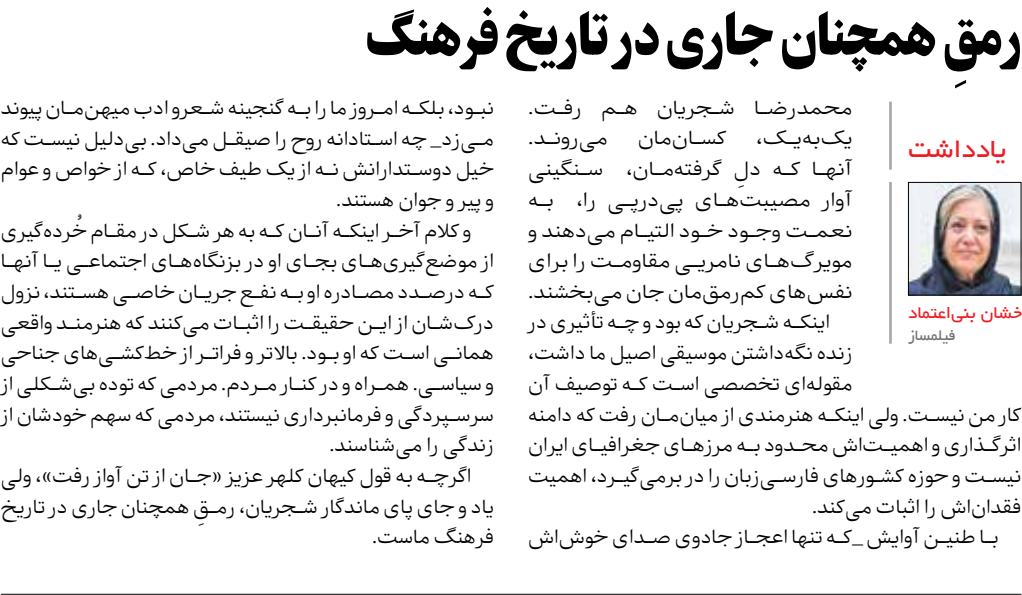 رمقِ همچنان جاری در تاریخ فرهنگ
یادداشت
خشان بنی‌اعتماد
فیلمساز
محمدرضا شجریان هم رفت.
یک‌به‌یک، کسان‌مان می‌روند.
آنها که دلِ گرفته‌مان، سنگینی
آوار مصیبت‌های پی‌درپی را، به
نعمت وجود خود التیام می‌دهند و
مویرگ‌های نامریی مقاومت را برای
نفس‌های کم‌رمق‌مان جان می‌بخشند.
اینکه شجریان که بود و چه تأثیری در
زنده نگه‌داشتن موسیقی اصیل ما داشت،
مقوله‌ای تخصصی است که توصیف آن
کار من نیست. ولی اینکه هنرمندی از میان‌مان رفت که دامنه
اثرگذاری و اهمیت‌اش محدود به مرزهای جغرافیای ایران
نیست و حوزه کشورهای فارسی‌زبان را در برمی‌گیرد، اهمیت
فقدان‌اش را اثبات می‌کند.
با طنین آوایش _که تنها اعجاز جادوی صدای خوش‌اش
نبود، بلکه امروز ما را به گنجینه شعر و ادب میهن‌مان پیوند
می‌زد_ چه استادانه روح را صیقل می‌داد. بی‌دلیل نیست که
خیل دوستدارانش نه از یک طیف خاص، که از خواص و عوام
و پیر و جوان هستند.
و کلام آخر اینکه آنان که به هر شکل در مقام خُرده‌گیری
از موضع‌گیری‌های بجای او در بزنگاه‌های اجتماعی یا آنها
که درصدد مصادره او به نفع جریان خاصی هستند، نزول
درک‌شان از این حقیقت را اثبات می‌کنند که هنرمند واقعی
همانی است که او بود. بالاتر و فراتر از خط‌کشی‌های جناحی
و سیاسی. همراه و در کنار مردم. مردمی که توده بی‌شکلی از
سرسپردگی و فرمانبرداری نیستند، مردمی که سهم خودشان از
زندگی را می‌شناسند.
اگرچه به قول کیهان کلهر عزیز «جان از تن آواز رفت»، ولی
یاد و جای پای ماندگار شجریان، رمقِ همچنان جاری در تاریخ
فرهنگ ماست.